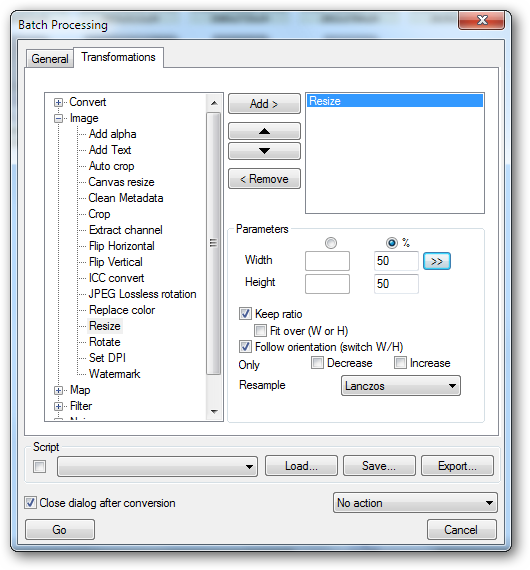 Batch Processing
General Transformations
Convert
Image
Add alpha
Add Text
Auto crop
Canvas resize
Clean Metadata
Crop
Extract channel
Flip Horizontal
Flip Vertical
ICC convert
JPEG Lossless rotation
Replace color
Resize
Rotate
Set DPI
Watermark
Map
Filter
Add >
< Remove
Resize
Parameters
%
Width 50 >>
Height 50
Keep ratio
Fit over (W or H)
Follow orientation (switch W/H)
Only Decrease Increase
Resample Lanczos
Script
Load... Save... Export...
Close dialog after conversion No action
Go Cancel